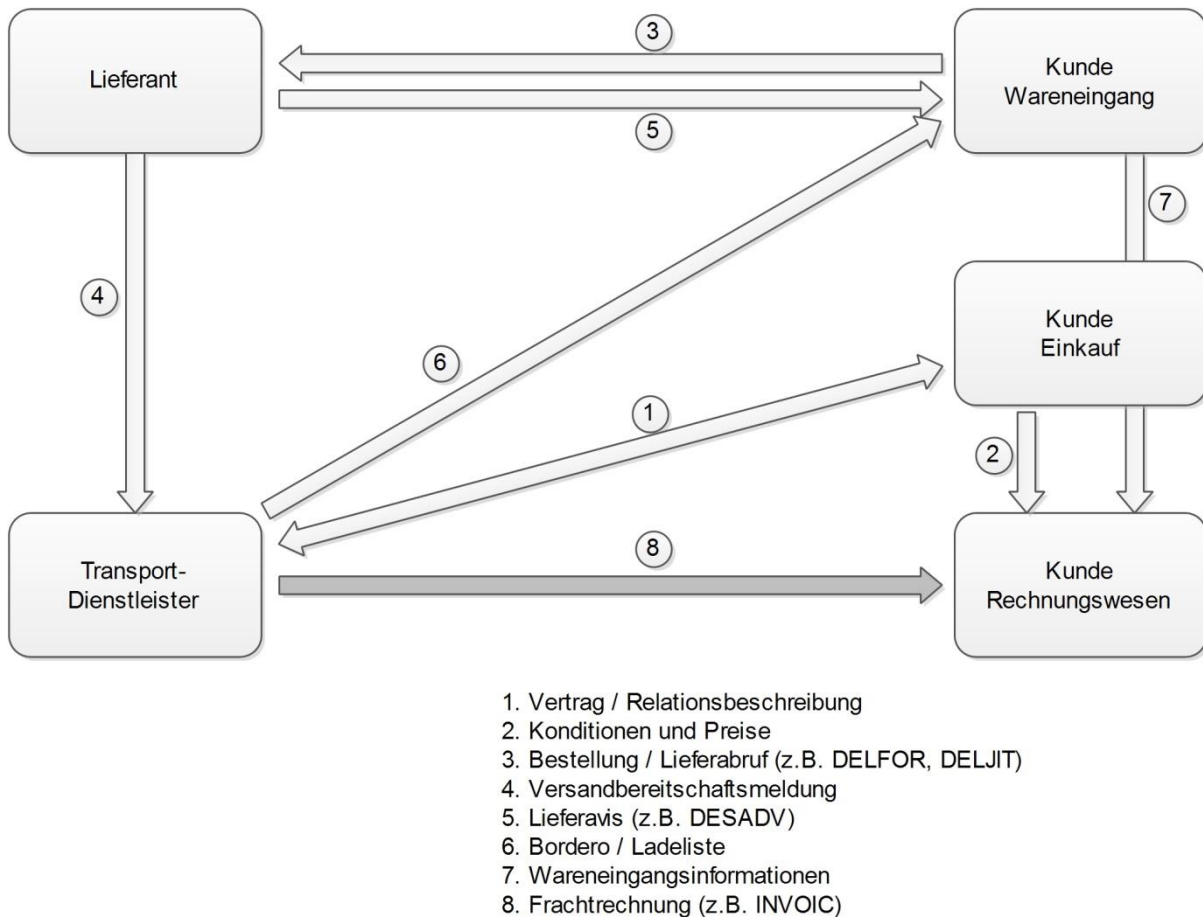 3
Lieferant
Kunde
Wareneingang
5
7
4
Kunde
Einkauf
6
1
2
Transport-
Dienstleister
8
Kunde
Rechnungswesen
1. Vertrag / Relationsbeschreibung
2. Konditionen und Preise
3. Bestellung / Lieferabruf (z.B. DELFOR, DELJIT)
4. Versandbereitschaftsmeldung
5. Lieferavis (z.B. DESADV)
6. Bordero / Ladeliste
7. Wareneingangsinformationen
8. Frachtrechnung (z.B. INVOIC)